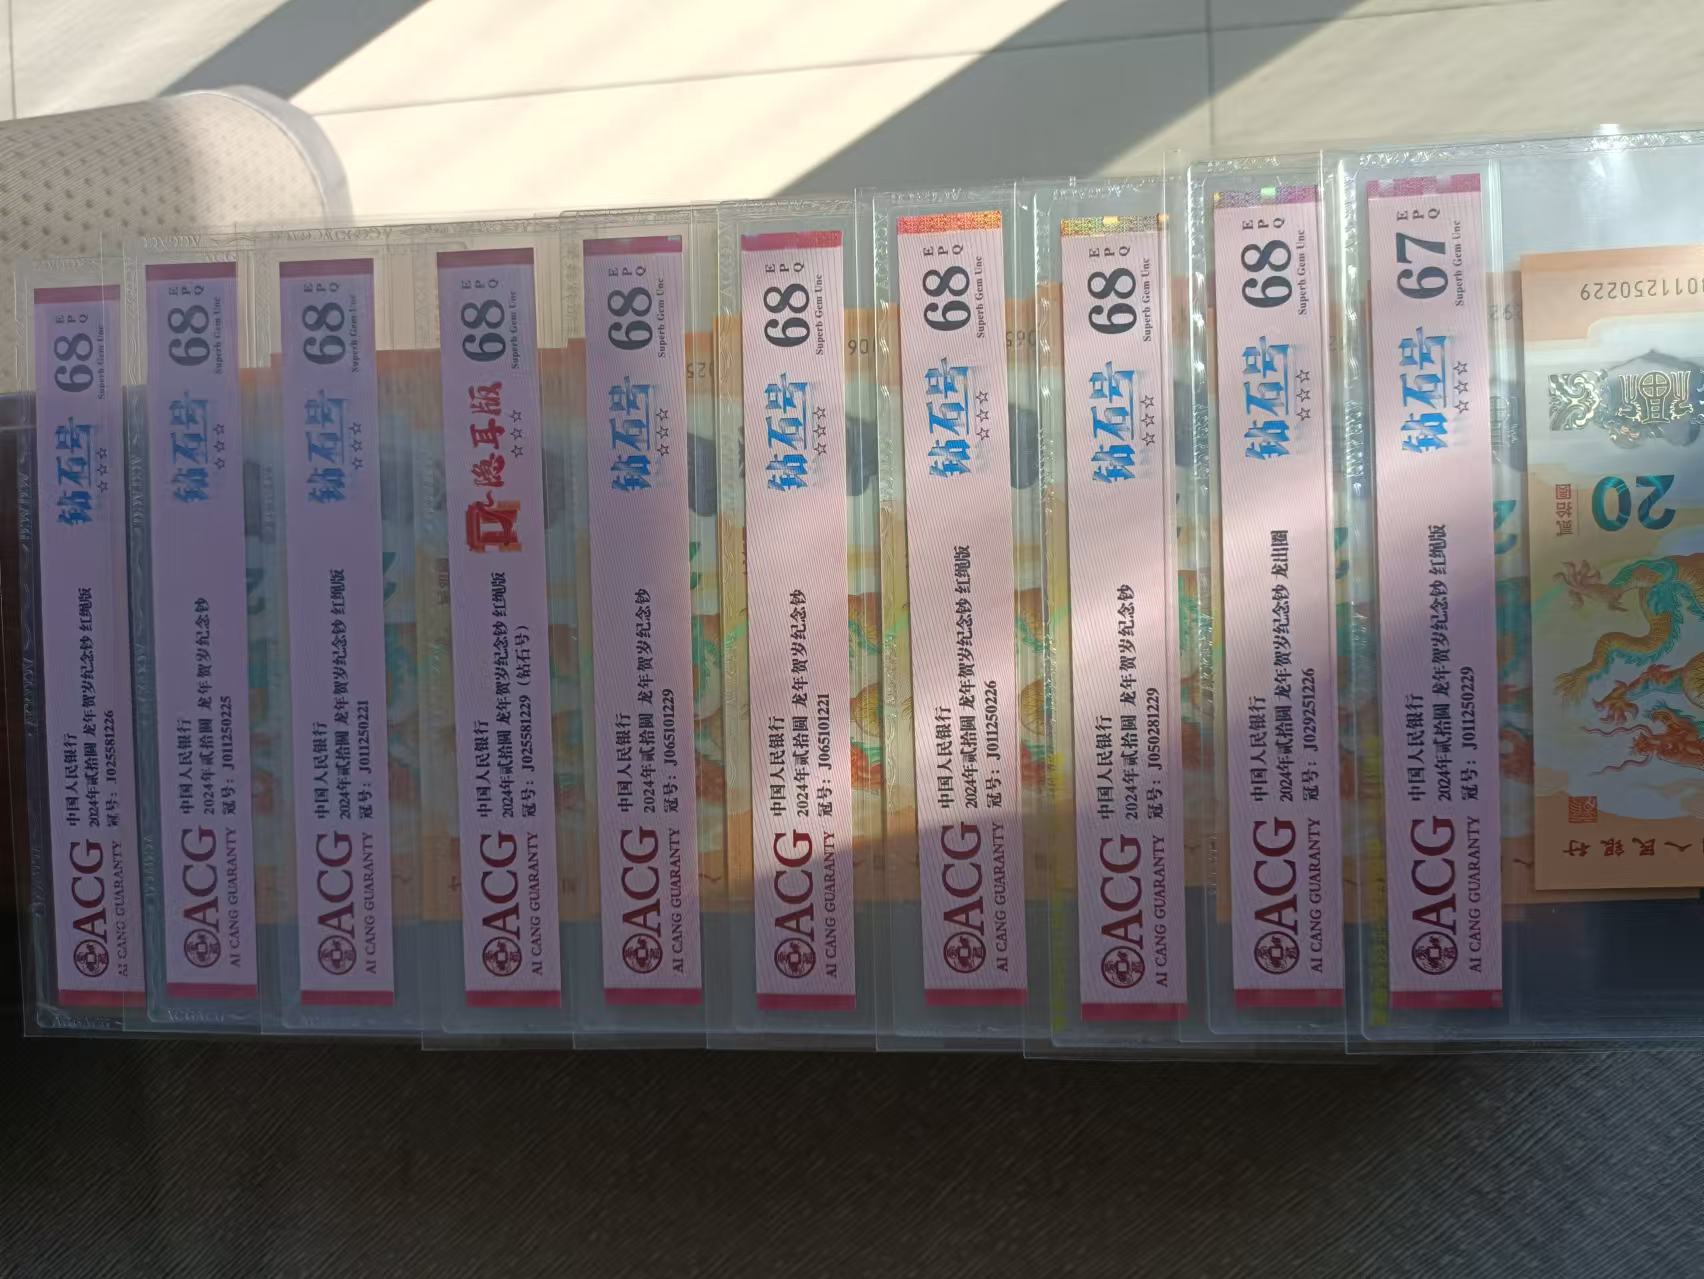 ACG
AI CANG GUARANTY
中国人民银行
2024年贰拾圆 龙年贺岁纪念钞 红绳版
冠号：J025581226
钻石号
☆☆☆
68
E
P
Q
Superb Gem Unc
ACG
AI CANG GUARANTY
中国人民银行
2024年贰拾圆 龙年贺岁纪念钞
冠号：J011250225
钻石号
☆☆☆
68
E
P
Q
Superb Gem Unc
ACG
AI CANG GUARANTY
中国人民银行
2024年贰拾圆 龙年贺岁纪念钞 红绳版
冠号：J011250221
钻石号
☆☆☆
68
E
P
Q
Superb Gem Unc
ACG
AI CANG GUARANTY
中国人民银行
2024年贰拾圆 龙年贺岁纪念钞 红绳版
冠号：J025581229（钻石号）
隐耳版
☆☆☆
68
E
P
Q
Superb Gem Unc
ACG
AI CANG GUARANTY
中国人民银行
2024年贰拾圆 龙年贺岁纪念钞
冠号：J065101229
钻石号
☆☆☆
68
E
P
Q
Superb Gem Unc
ACG
AI CANG GUARANTY
中国人民银行
2024年贰拾圆 龙年贺岁纪念钞
冠号：J065101221
钻石号
☆☆☆
68
E
P
Q
Superb Gem Unc
ACG
AI CANG GUARANTY
中国人民银行
2024年贰拾圆 龙年贺岁纪念钞 红绳版
冠号：J011250226
钻石号
☆☆☆
68
E
P
Q
Superb Gem Unc
ACG
AI CANG GUARANTY
中国人民银行
2024年贰拾圆 龙年贺岁纪念钞
冠号：J050281229
钻石号
☆☆☆
68
E
P
Q
Superb Gem Unc
ACG
AI CANG GUARANTY
中国人民银行
2024年贰拾圆 龙年贺岁纪念钞 龙出圈
冠号：J029251226
钻石号
☆☆☆
68
E
P
Q
Superb Gem Unc
ACG
AI CANG GUARANTY
中国人民银行
2024年贰拾圆 龙年贺岁纪念钞 红绳版
冠号：J011250229
钻石号
☆☆☆
67
E
P
Q
Superb Gem Unc
人民银行
20
贰拾圆
011250229